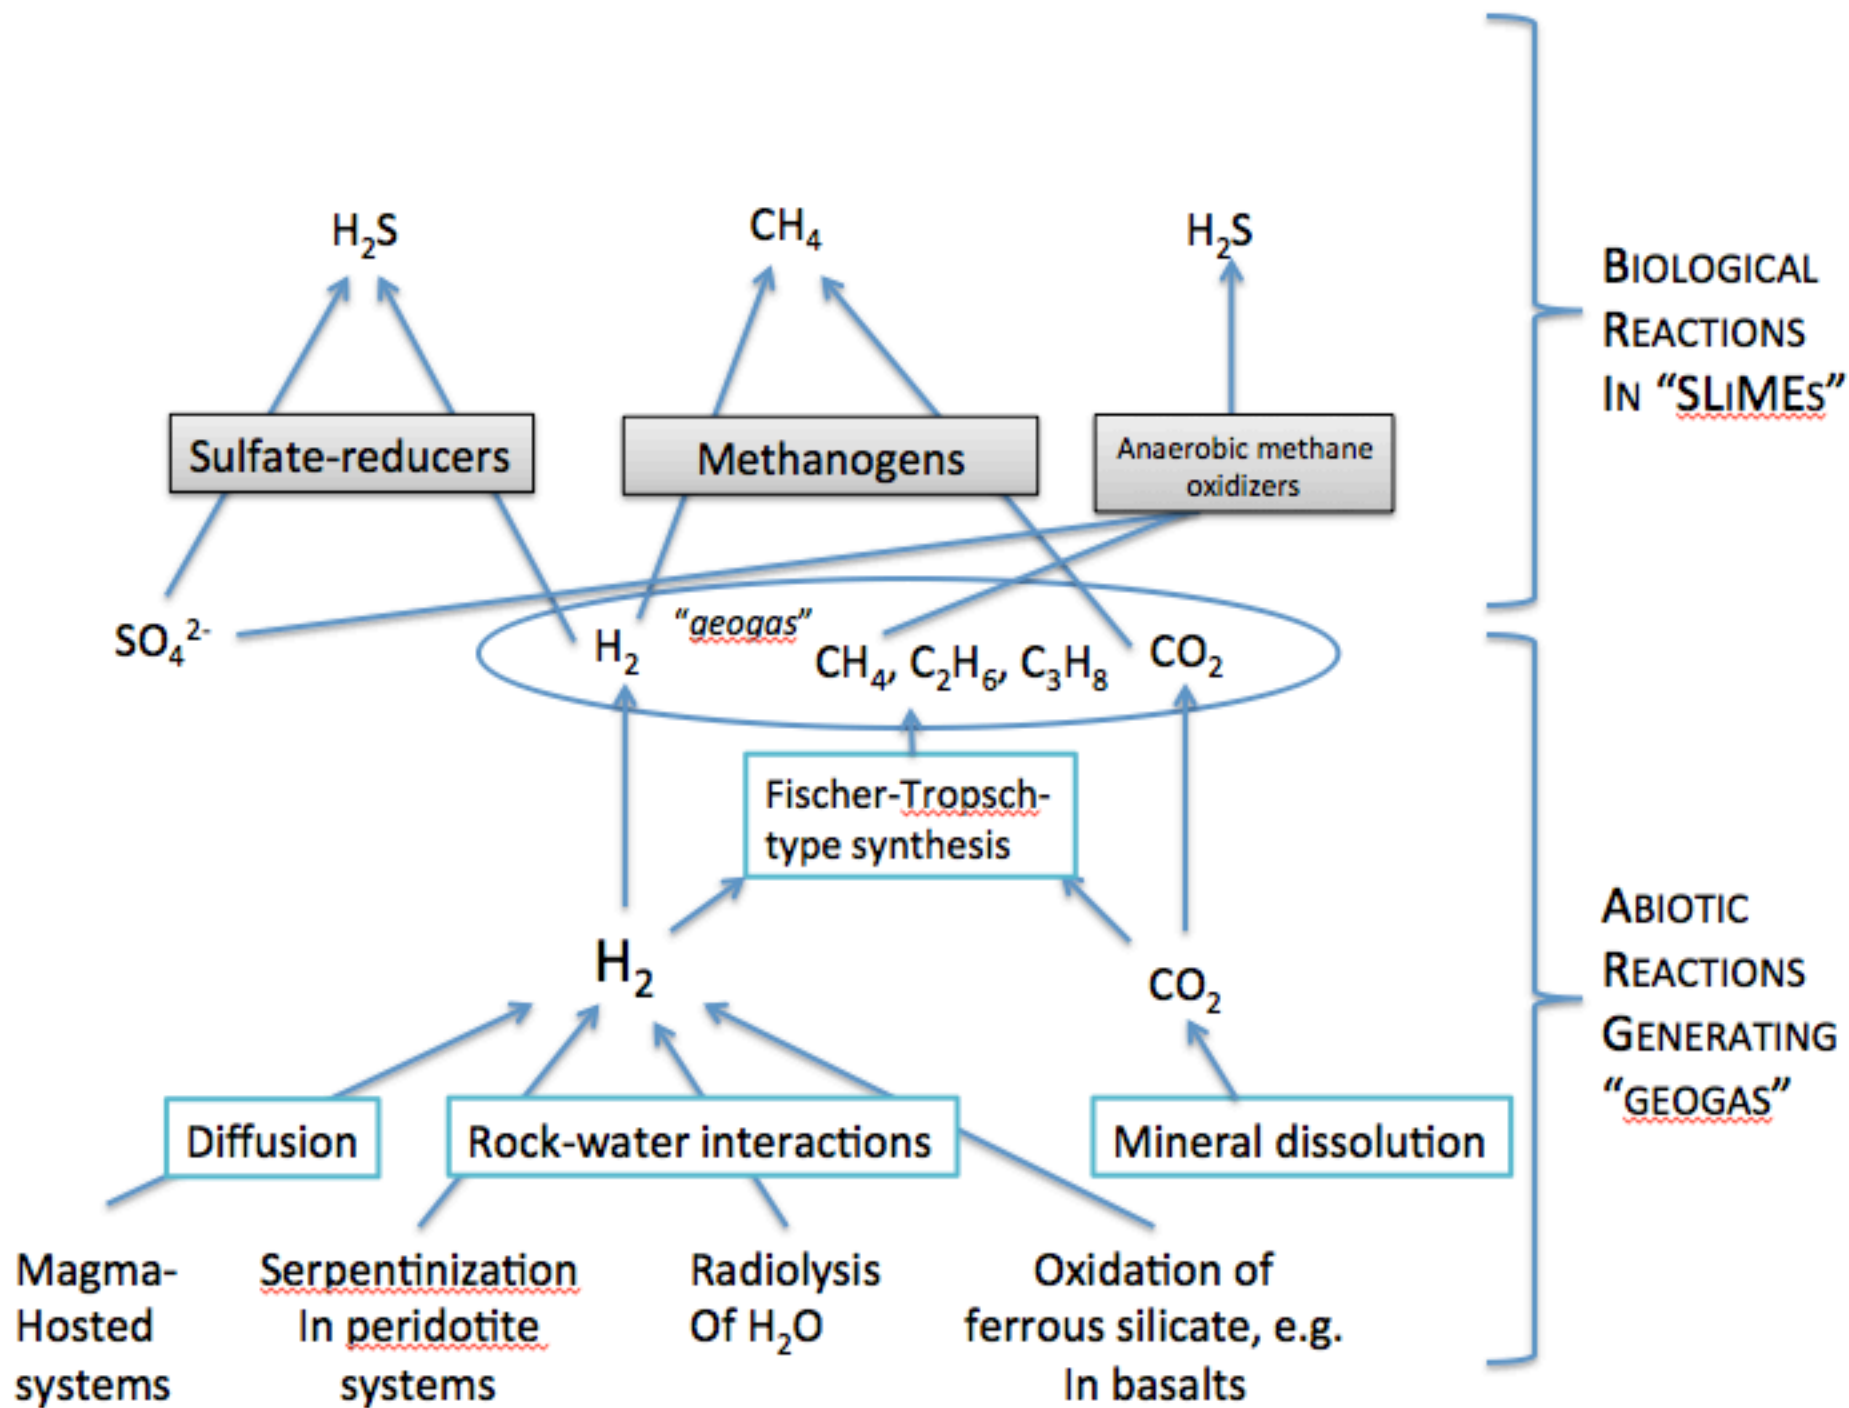 H₂S
CH₄
H₂S
BIOLOGICAL
REACTIONS
IN “SLIMES”
Sulfate-reducers
Methanogens
Anaerobic methane
oxidizers
SO₄²⁻
H₂
“geogas”
CH₄, C₂H₆, C₃H₈
CO₂
Fischer-Tropsch-
type synthesis
H₂
CO₂
ABIOTIC
REACTIONS
GENERATING
“GEOGAS”
Diffusion
Rock-water interactions
Mineral dissolution
Magma-
Hosted
systems
Serpentinization
In peridotite
systems
Radiolysis
Of H₂O
Oxidation of
ferrous silicate, e.g.
In basalts